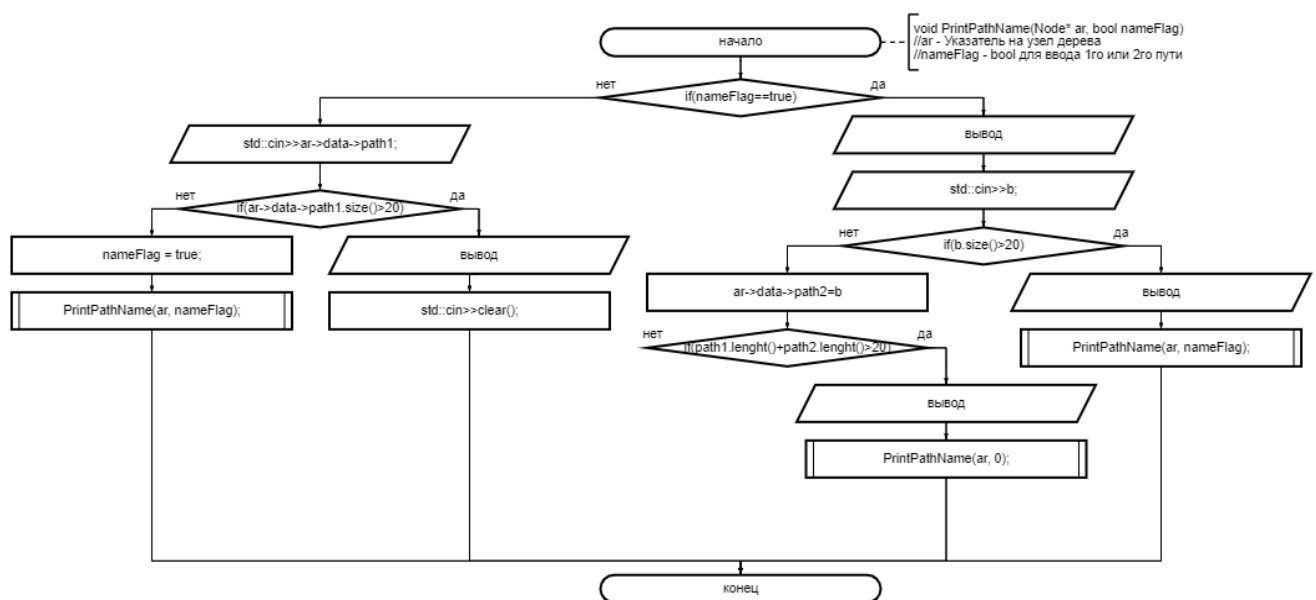 начало
void PrintPathName(Node* ar, bool nameFlag)
//ar - Указатель на узел дерева
//nameFlag - bool для ввода 1го или 2го пути
нет
if(nameFlag==true)
да
std::cin>>ar->data->path1;
вывод
std::cin>>b;
нет
if(ar->data->path1.size()>20)
да
нет
if(b.size()>20)
да
nameFlag = true;
вывод
ar->data->path2=b
вывод
PrintPathName(ar, nameFlag);
std::cin>>clear();
нет
if(path1.lenght()+path2.lenght()>20)
да
PrintPathName(ar, nameFlag);
вывод
PrintPathName(ar, 0);
конец